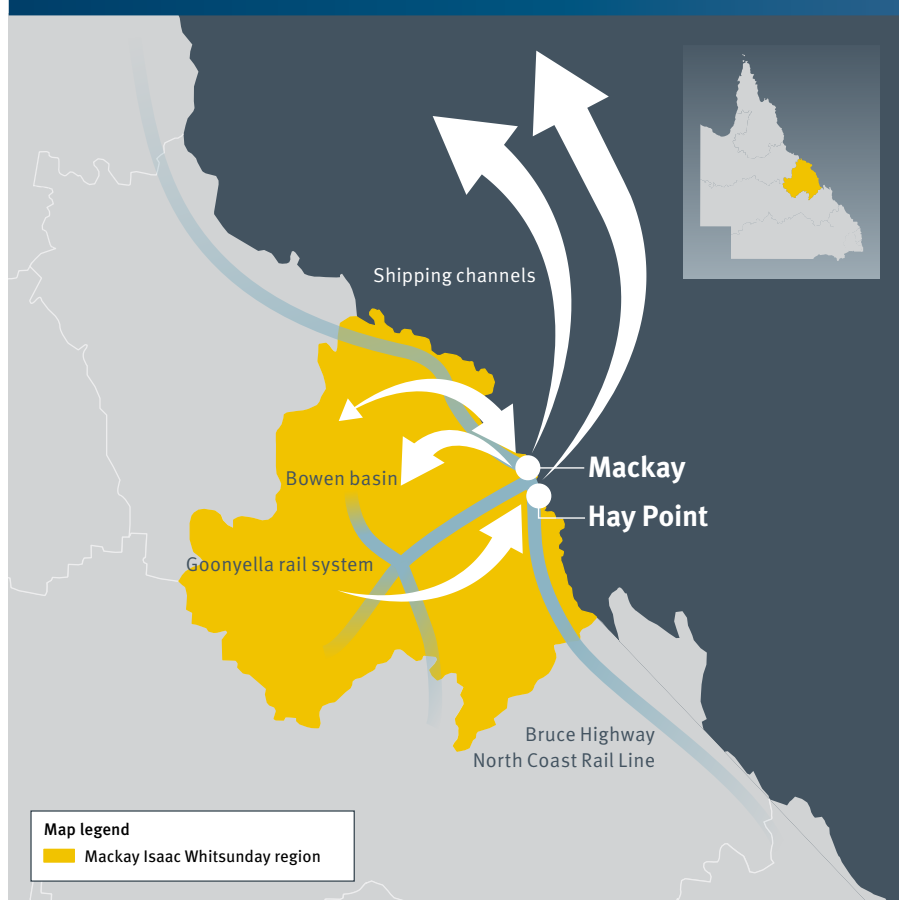 Shipping channels
Mackay
Bowen basin
Hay Point
Goonyella rail system
Bruce Highway
North Coast Rail Line
Map legend
Mackay Isaac Whitsunday region